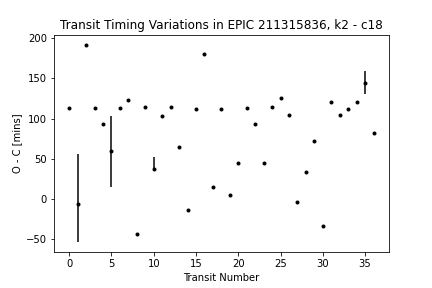 Transit Timing Variations in EPIC 211315836, k2 - c18
O - C [mins]
200
150
100
50
0
−50
0 5 10 15 20 25 30 35
Transit Number